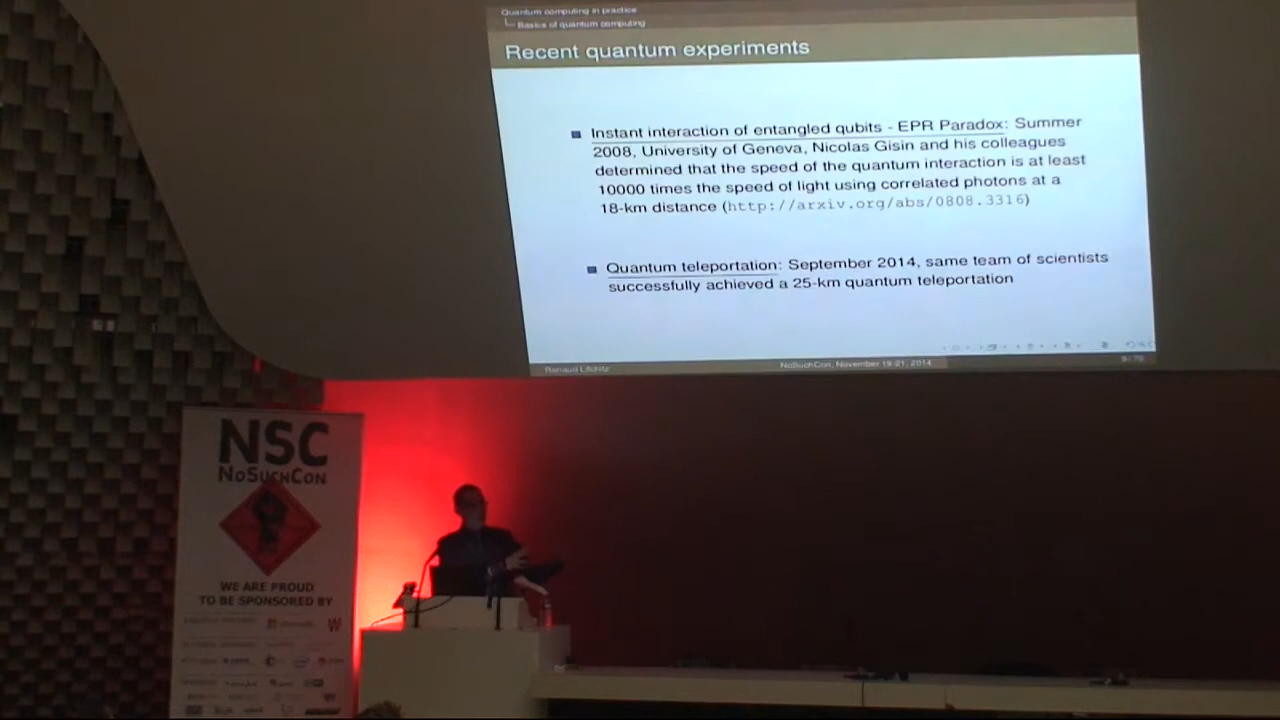 Quantum computing in practice
Basics of quantum computing
Recent quantum experiments
Instant interaction of entangled qubits - EPR Paradox: Summer
2008, University of Geneva, Nicolas Gisin and his colleagues
determined that the speed of the quantum interaction is at least
10000 times the speed of light using correlated photons at a
18-km distance (http://arxiv.org/abs/0808.3316)
Quantum teleportation: September 2014, same team of scientists
successfully achieved a 25-km quantum teleportation
Renaud Lifchitz
NoSuchCon, November 19-21, 2014
NSC
NOSUCHCON
WE ARE PROUD
TO BE SPONSORED BY